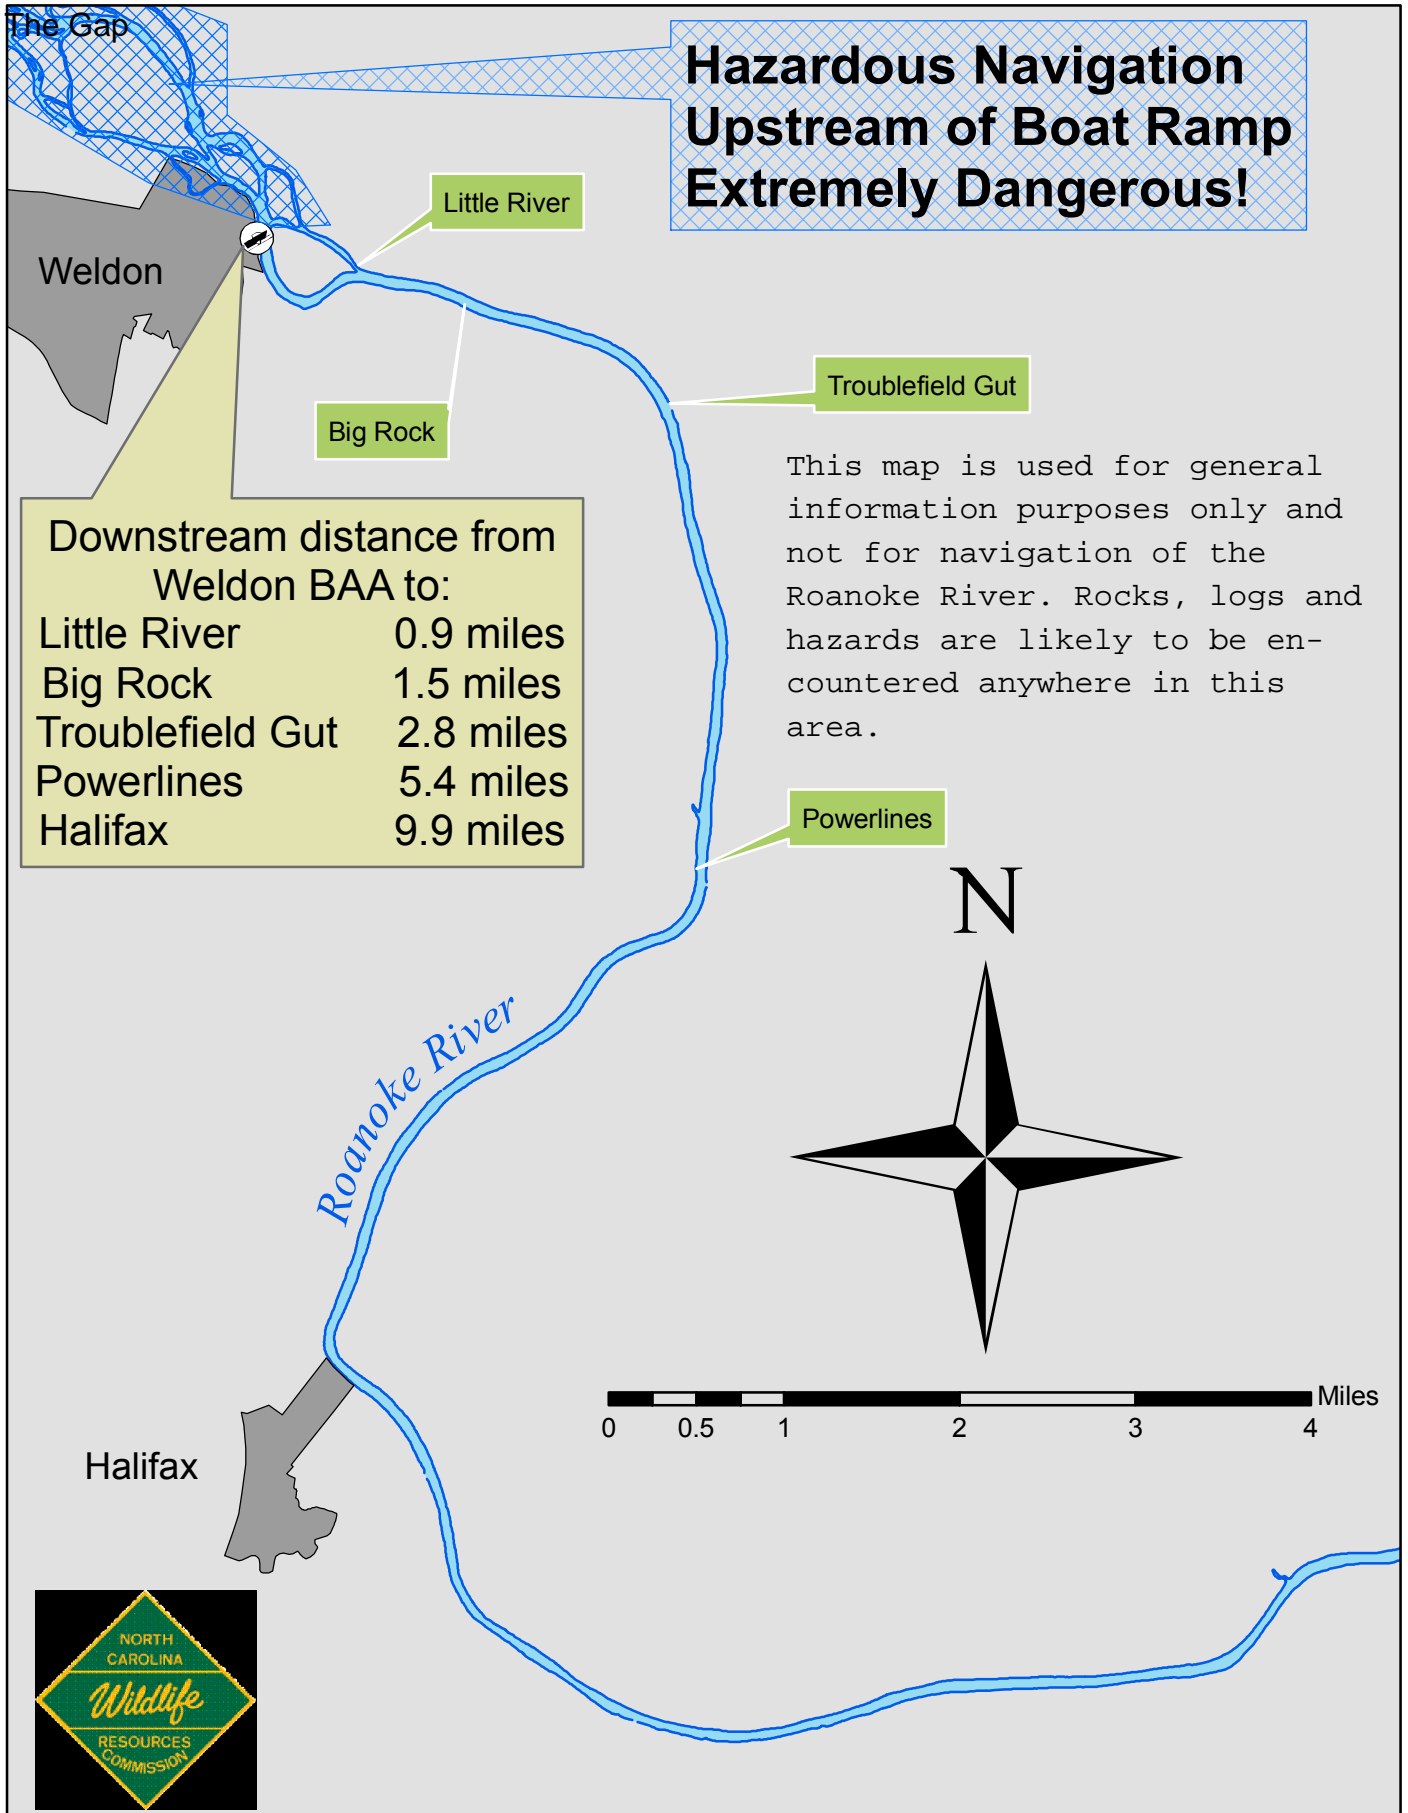 The Gap
Hazardous Navigation
Upstream of Boat Ramp
Extremely Dangerous!
Little River
Weldon
Troublefield Gut
Big Rock
This map is used for general
information purposes only and
not for navigation of the
Roanoke River. Rocks, logs and
hazards are likely to be en-
countered anywhere in this
area.
Downstream distance from
Weldon BAA to:
Little River 0.9 miles
Big Rock 1.5 miles
Troublefield Gut 2.8 miles
Powerlines 5.4 miles
Halifax 9.9 miles
Powerlines
N
Roanoke River
Miles
0 0.5 1 2 3 4
Halifax
NORTH
CAROLINA
Wildlife
RESOURCES
COMMISSION